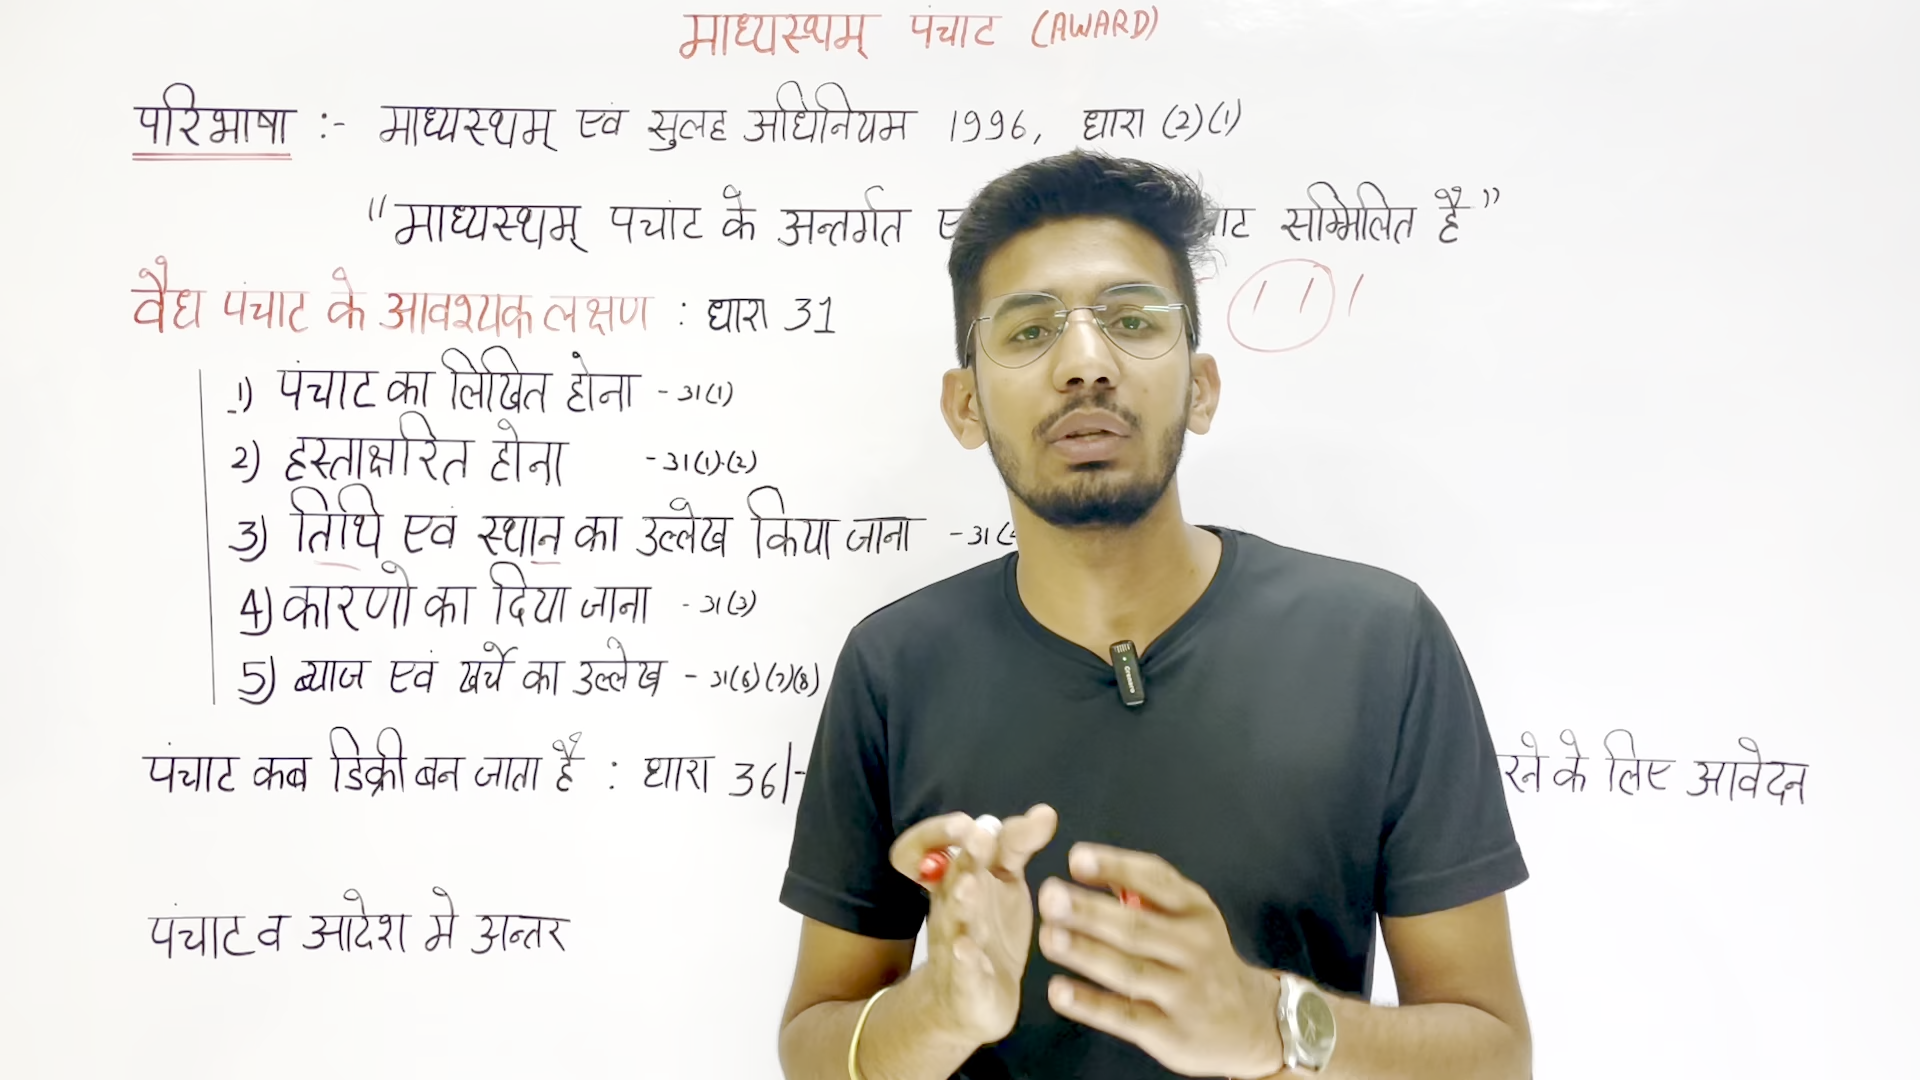 माध्यस्थम् पंचाट (AWARD)
परिभाषा :- माध्यस्थम् एवं सुलह अधिनियम 1996, धारा (2)(1)
"माध्यस्थम् पचांट के अन्तर्गत सम्मिलित है"
वैध पंचाट के आवश्यक लक्षण : धारा 31
1) पंचाट का लिखित होना - 31(1)
2) हस्ताक्षरित होना - 31(1).(2)
3) तिथि एवं स्थान का उल्लेख किया जाना - 31
4) कारणो का दिया जाना - 31(3)
5) ब्याज एवं खर्चे का उल्लेख - 31(6)(7)(8)
पंचाट कब डिक्री बन जाता है : धारा 36 के लिए आवेदन
पंचाट व आदेश मे अन्तर